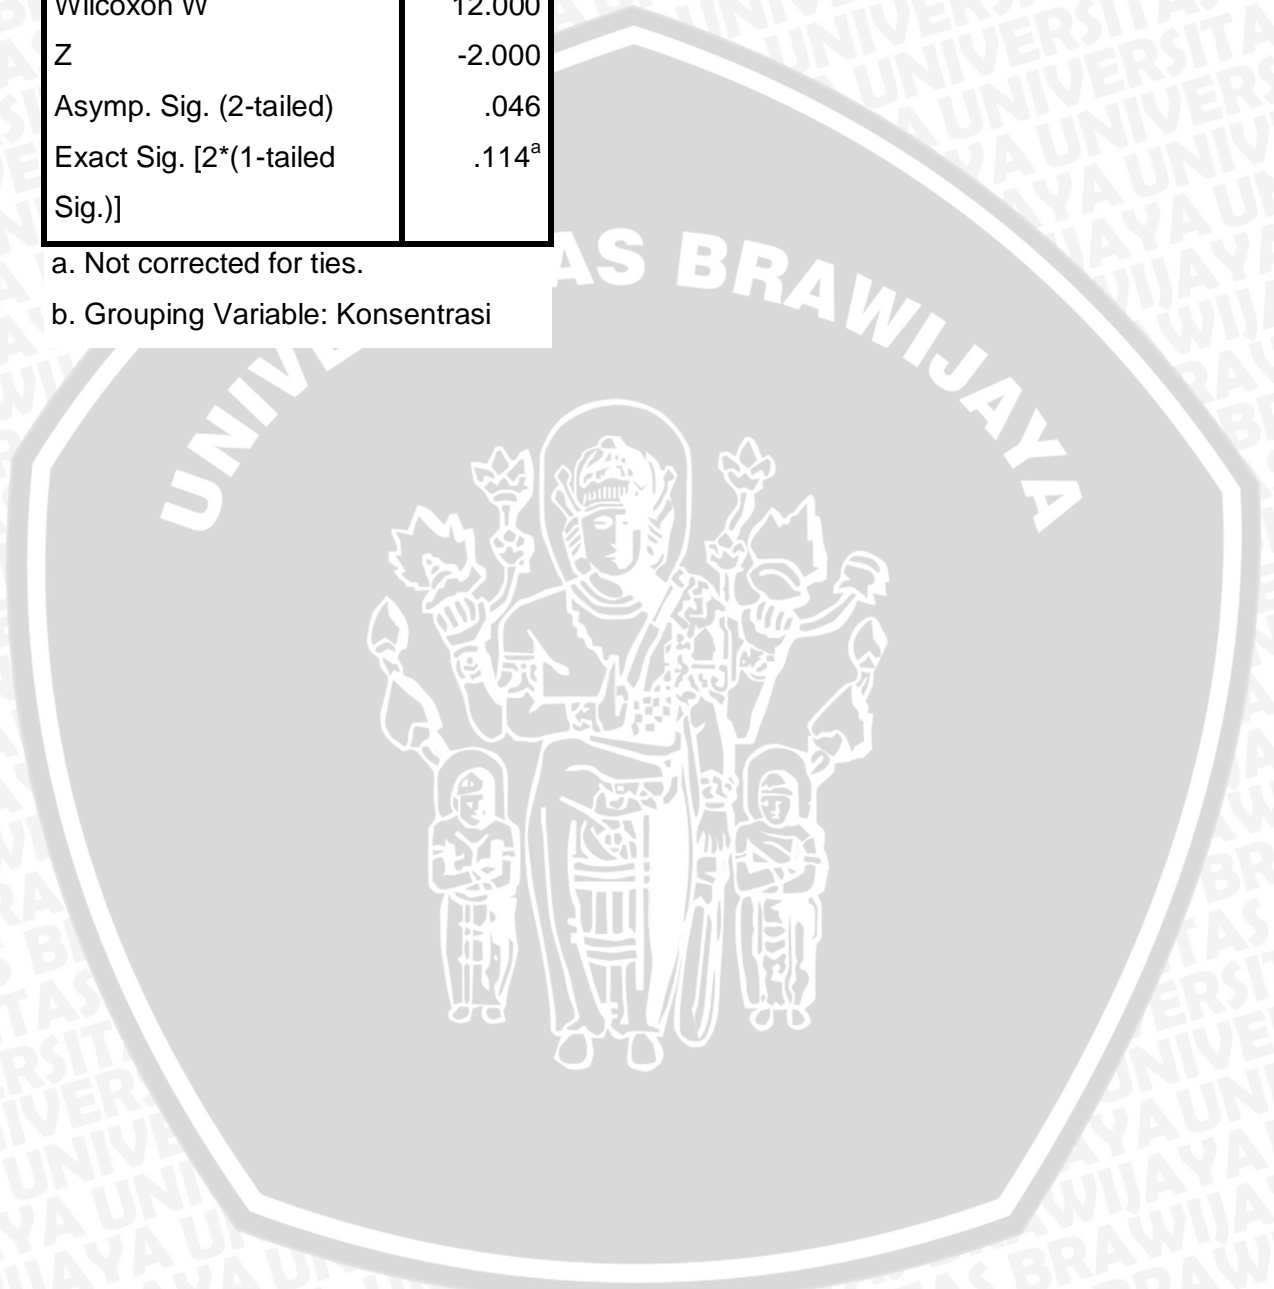 Wilcoxon W 12.000
Z -2.000
Asymp. Sig. (2-tailed) .046
Exact Sig. [2*(1-tailed .114a
Sig.)]
a. Not corrected for ties.
b. Grouping Variable: Konsentrasi
AS BRAWIJAYA